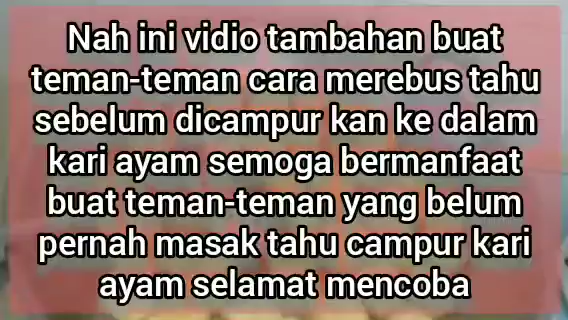 Nah ini vidio tambahan buat
teman-teman cara merebus tahu
sebelum dicampur kan ke dalam
kari ayam semoga bermanfaat
buat teman-teman yang belum
pernah masak tahu campur kari
ayam selamat mencoba